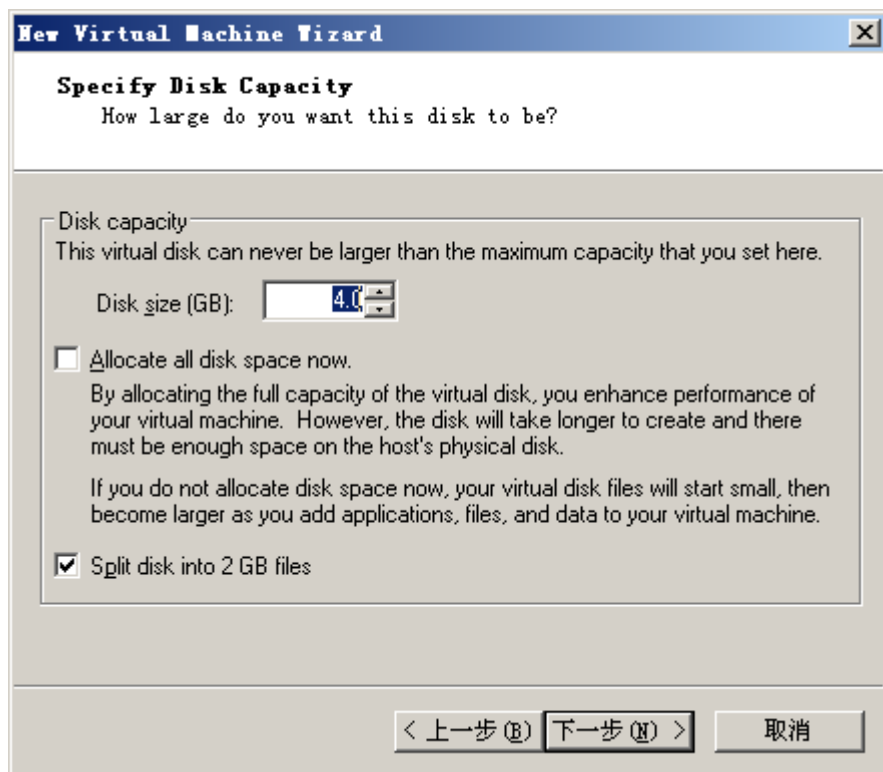 New Virtual Machine Wizard
Specify Disk Capacity
How large do you want this disk to be?
Disk capacity
This virtual disk can never be larger than the maximum capacity that you set here.
Disk size (GB): 4.0
Allocate all disk space now.
By allocating the full capacity of the virtual disk, you enhance performance of
your virtual machine. However, the disk will take longer to create and there
must be enough space on the host's physical disk.
If you do not allocate disk space now, your virtual disk files will start small, then
become larger as you add applications, files, and data to your virtual machine.
Split disk into 2 GB files
< 上一步(B) 下一步(N) > 取消